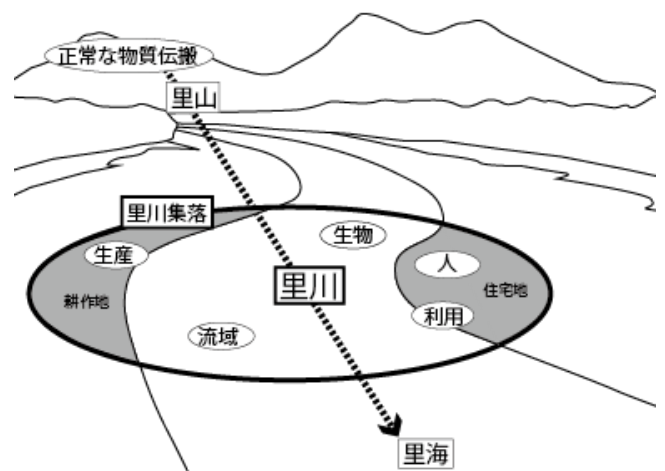 正常な物質伝搬
里山
里川集落
生物
生産
人
里川
住宅地
耕作地
利用
流域
里海